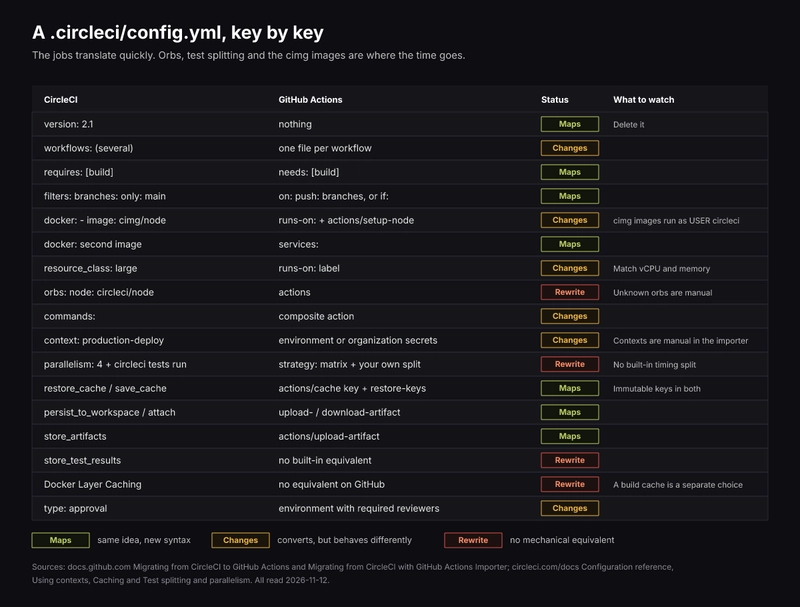 A .circleci/config.yml, key by key
The jobs translate quickly. Orbs, test splitting and the cimg images are where the time goes.
CircleCI GitHub Actions Status What to watch
version: 2.1 nothing Maps Delete it
workflows: (several) one file per workflow Changes
requires: [build] needs: [build] Maps
filters: branches: only: main on: push: branches, or if: Maps
docker: - image: cimg/node runs-on: + actions/setup-node Changes cimg images run as USER circleci
docker: second image services: Maps
resource_class: large runs-on: label Changes Match vCPU and memory
orbs: node: circleci/node actions Rewrite Unknown orbs are manual
commands: composite action Changes
context: production-deploy environment or organization secrets Changes Contexts are manual in the importer
parallelism: 4 + circleci tests run strategy: matrix + your own split Rewrite No built-in timing split
restore_cache / save_cache actions/cache key + restore-keys Maps Immutable keys in both
persist_to_workspace / attach upload- / download-artifact Maps
store_artifacts actions/upload-artifact Maps
store_test_results no built-in equivalent Rewrite
Docker Layer Caching no equivalent on GitHub Rewrite A build cache is a separate choice
type: approval environment with required reviewers Changes
Maps same idea, new syntax Changes converts, but behaves differently Rewrite no mechanical equivalent
Sources: docs.github.com Migrating from CircleCI to GitHub Actions and Migrating from CircleCI with GitHub Actions Importer; circleci.com/docs Configuration reference,
Using contexts, Caching and Test splitting and parallelism. All read 2026-11-12.